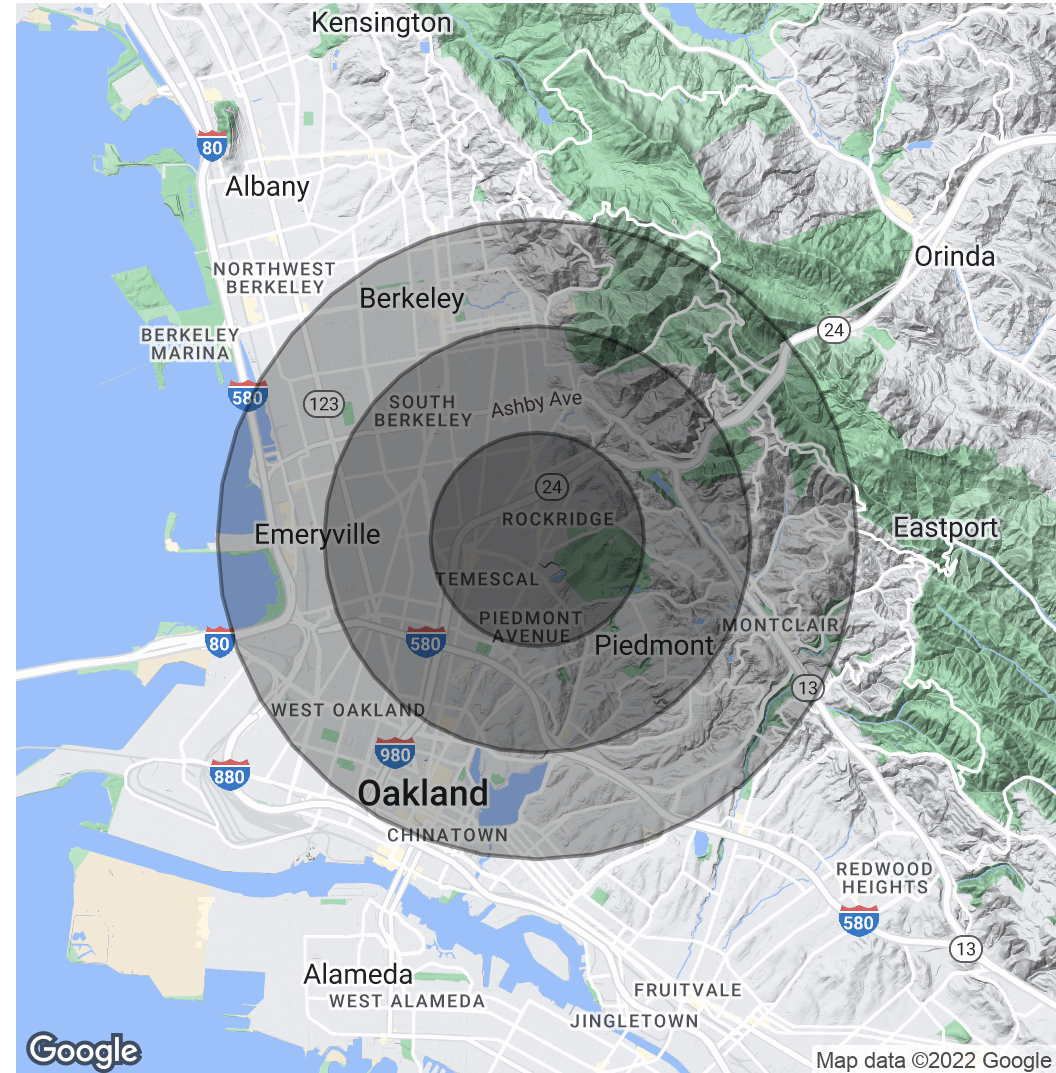 Kensington
80
Albany
Orinda
NORTHWEST
BERKELEY
Berkeley
BERKELEY
MARINA
24
580
123
SOUTH
BERKELEY
Ashby Ave
24
ROCKRIDGE
Emeryville
Eastport
TEMESCAL
PIEDMONT
AVENUE
MONTCLAIR
80
580
Piedmont
13
WEST OAKLAND
980
880
Oakland
CHINATOWN
REDWOOD
HEIGHTS
580
13
Alameda
WEST ALAMEDA
FRUITVALE
JINGLETOWN
Google
Map data ©2022 Google